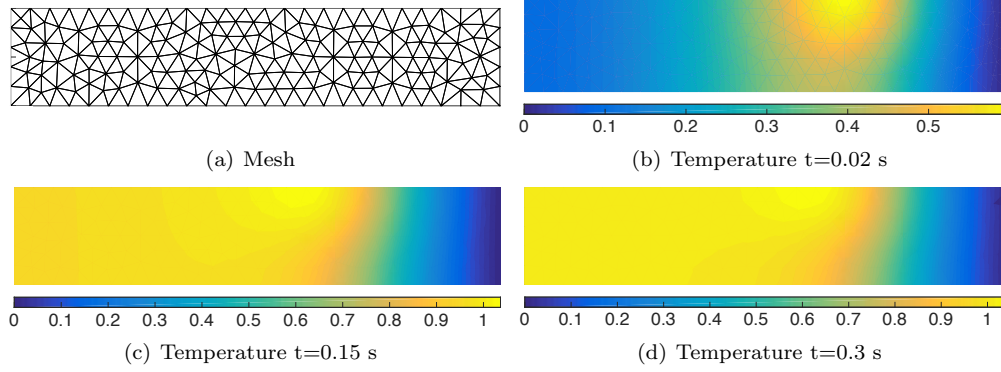 0 0.1 0.2 0.3 0.4 0.5
(a) Mesh
(b) Temperature t=0.02 s
0 0.1 0.2 0.3 0.4 0.5 0.6 0.7 0.8 0.9 1
0 0.1 0.2 0.3 0.4 0.5 0.6 0.7 0.8 0.9 1
(c) Temperature t=0.15 s
(d) Temperature t=0.3 s